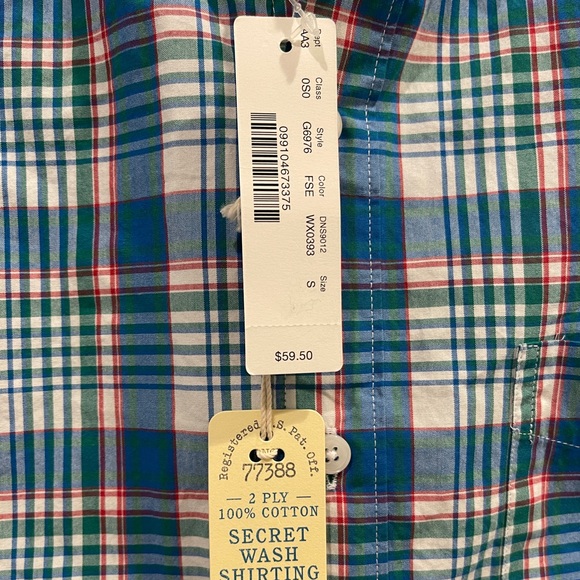 Dept Class Style Color DNS9012 Size
AA3 0S0 G6976 FSE WX0393 S
099104673375
$59.50
Registered U.S. Pat. Off.
77388
— 2 PLY —
100% COTTON
SECRET
WASH
SHIRTING